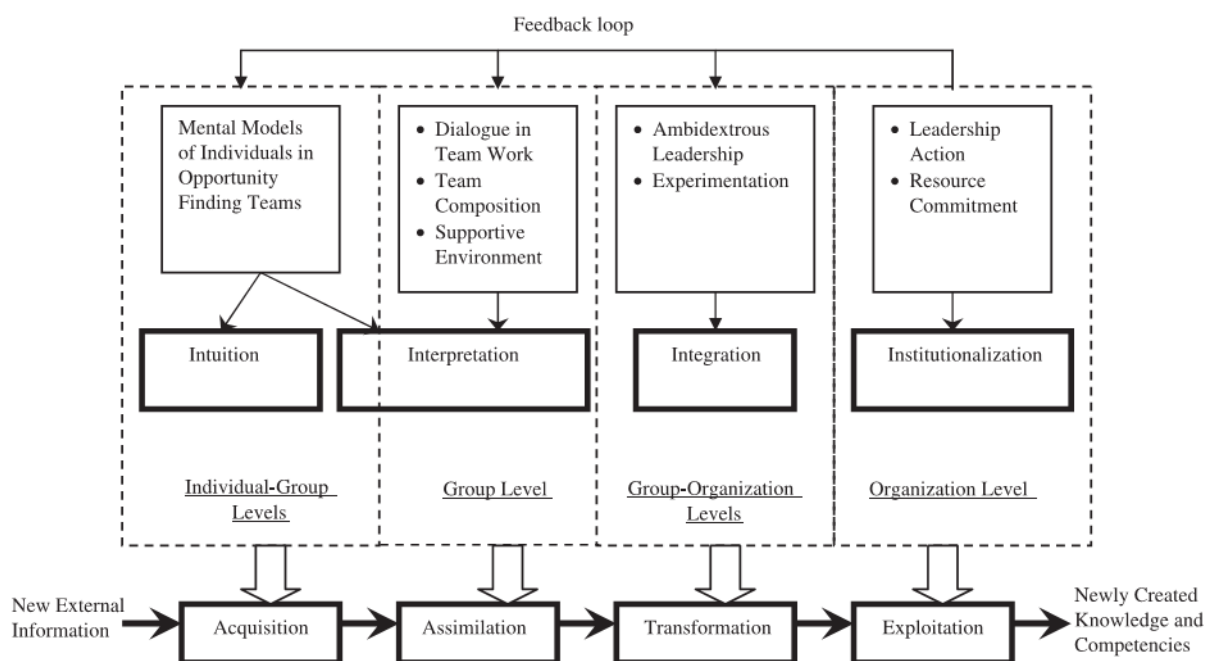 Feedback loop
Mental Models
of Individuals in
Opportunity
Finding Teams
• Dialogue in
Team Work
• Team
Composition
• Supportive
Environment
• Ambidextrous
Leadership
• Experimentation
• Leadership
Action
• Resource
Commitment
Intuition
Interpretation
Integration
Institutionalization
Individual-Group
Levels
Group Level
Group-Organization
Levels
Organization Level
New External
Information
Acquisition
Assimilation
Transformation
Exploitation
Newly Created
Knowledge and
Competencies